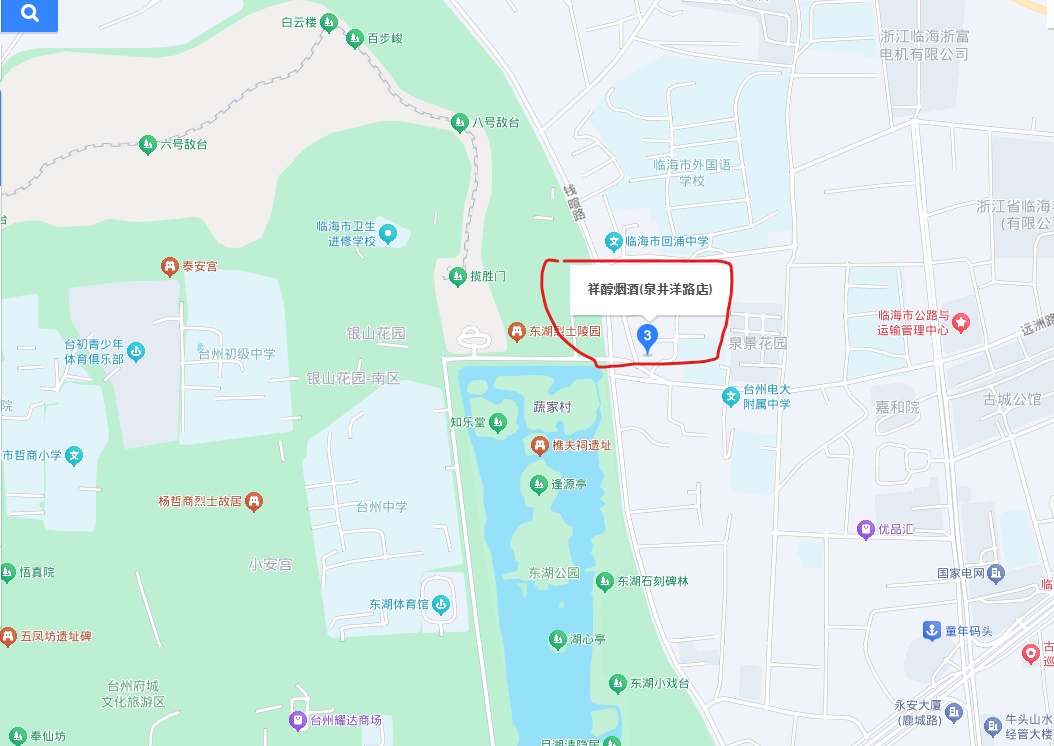 白云楼
百步峻
浙江临海浙富
电机有限公司
八号敌台
六号敌台
临海市外国语
学校
钱暄路
浙江省临海
(有限公
台
临海市卫生
进修学校
临海市回浦中学
泰安宫
揽胜门
祥醇烟酒(泉井洋路店)
3
东湖烈士陵园
银山花园
泉景花园
临海市公路与
运输管理中心
远洲路
台初青少年
体育俱乐部
台州初级中学
银山花园-南区
台州电大
附属中学
院
蔬家村
嘉和院
古城公馆
知乐堂
樵夫祠遗址
市哲商小学
逢源亭
杨哲商烈士故居
台州中学
优品汇
小安宫
悟真院
东湖公园
东湖石刻碑林
国家电网
临
东湖体育馆
五凤坊遗址碑
湖心亭
童年码头
古
巡
台州府城
文化旅游区
东湖小戏台
永安大厦
(鹿城路)
台州耀达商场
牛头山水
经管大楼
奉仙坊